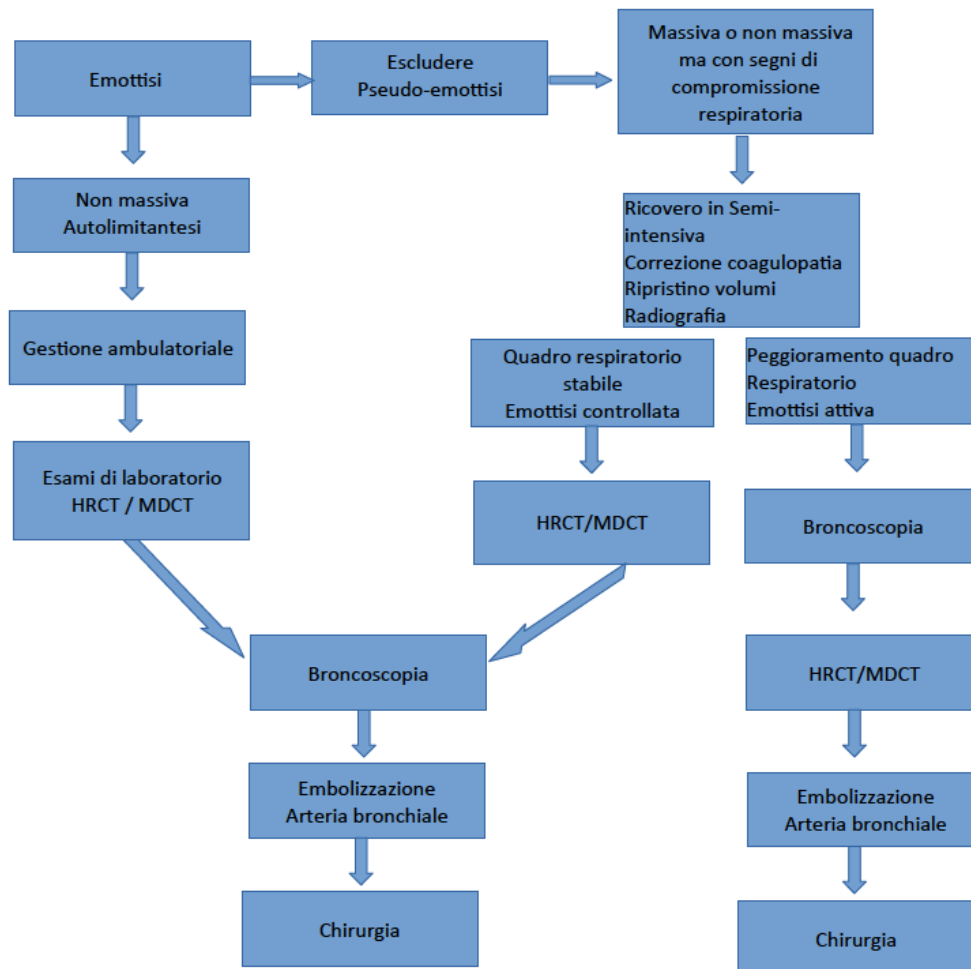 Emottisi
Escludere
Pseudo-emottisi
Massiva o non massiva
ma con segni di
compromissione
respiratoria
Non massiva
Autolimitantesi
Ricovero in Semi-
intensiva
Correzione coagulopatia
Ripristino volumi
Radiografia
Gestione ambulatoriale
Quadro respiratorio
stabile
Emottisi controllata
Peggioramento quadro
Respiratorio
Emottisi attiva
Esami di laboratorio
HRCT / MDCT
HRCT/MDCT
Broncoscopia
Broncoscopia
HRCT/MDCT
Embolizzazione
Arteria bronchiale
Embolizzazione
Arteria bronchiale
Chirurgia
Chirurgia